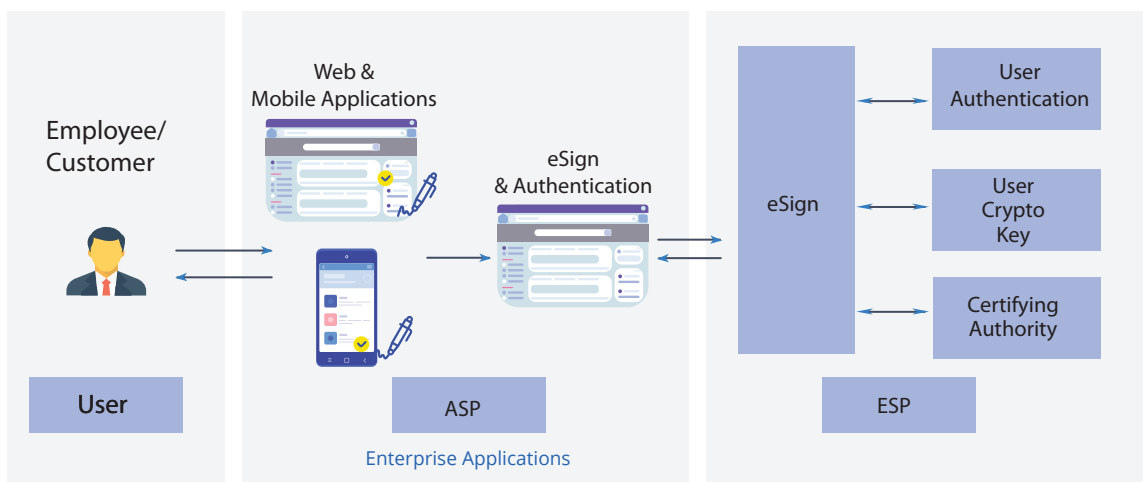 Employee/
Customer
User
Web &
Mobile Applications
eSign
& Authentication
ASP
Enterprise Applications
eSign
User
Authentication
User
Crypto
Key
Certifying
Authority
ESP